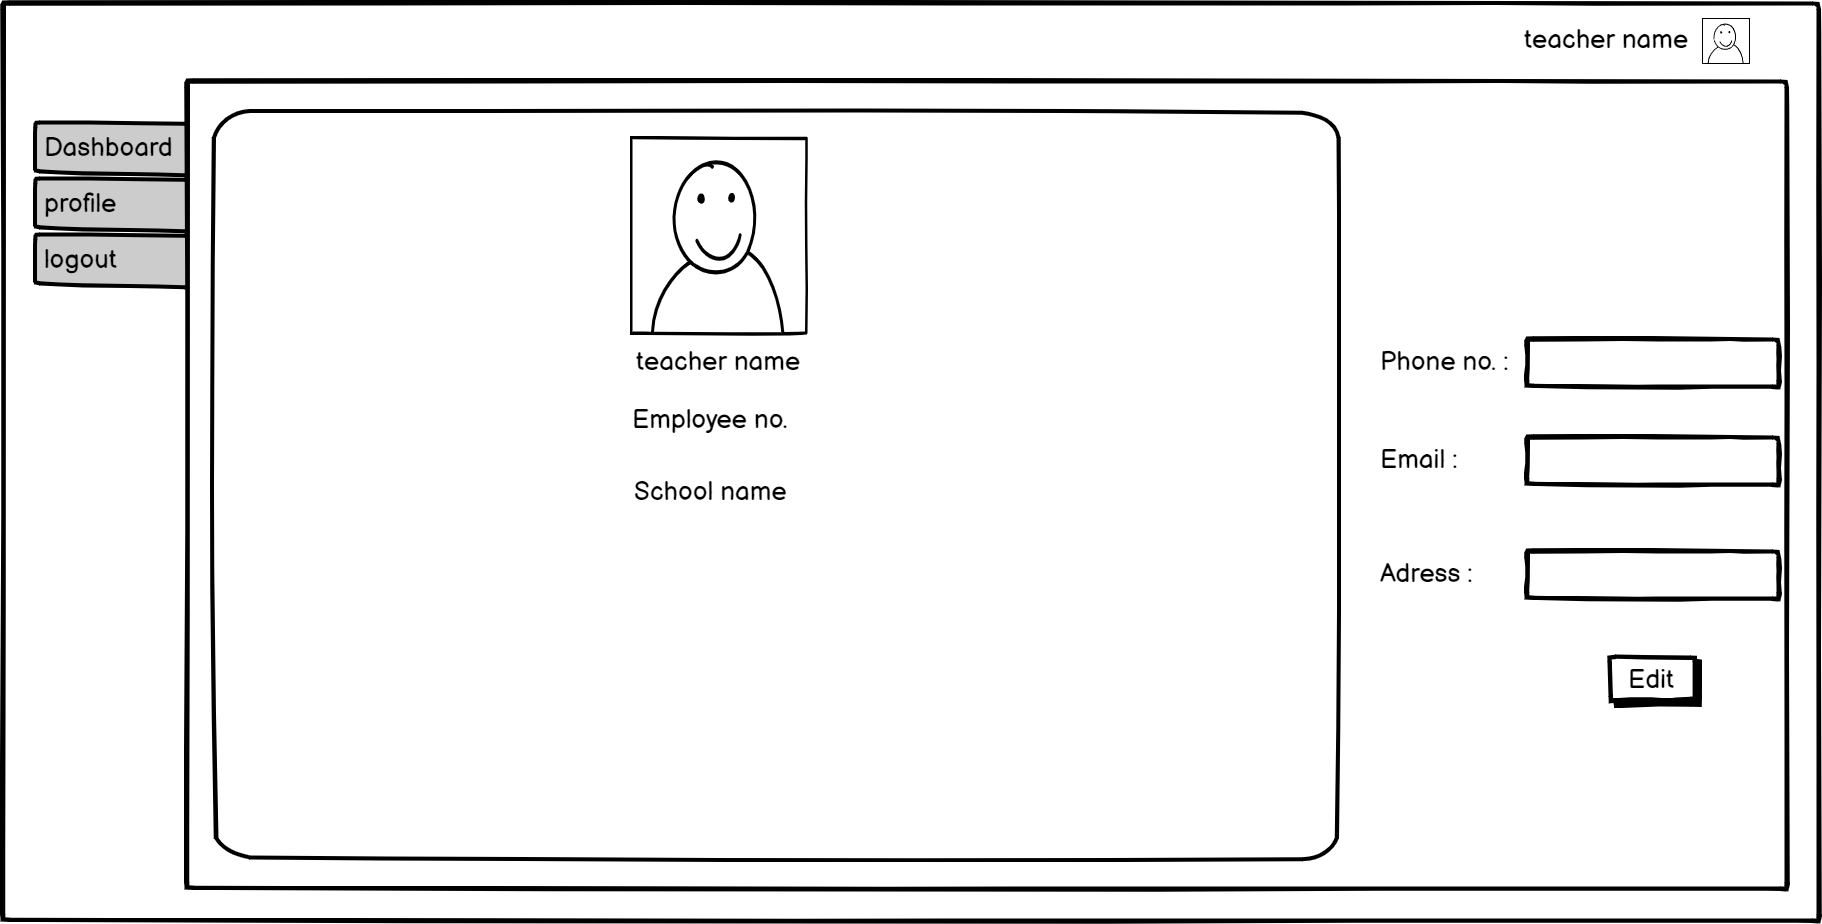 teacher name
Dashboard
profile
logout
teacher name
Employee no.
School name
Phone no. :
Email :
Adress :
Edit